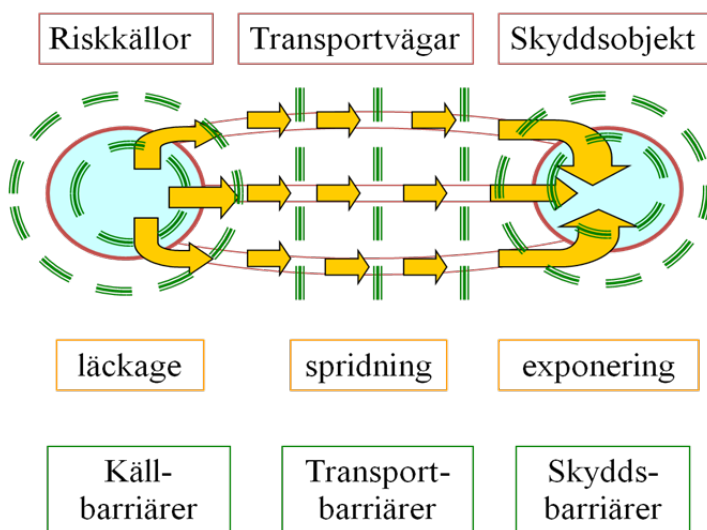 Riskkällor
Transportvägar
Skyddsobjekt
läckage
spridning
exponering
Käll-
barriärer
Transport-
barriärer
Skydds-
barriärer